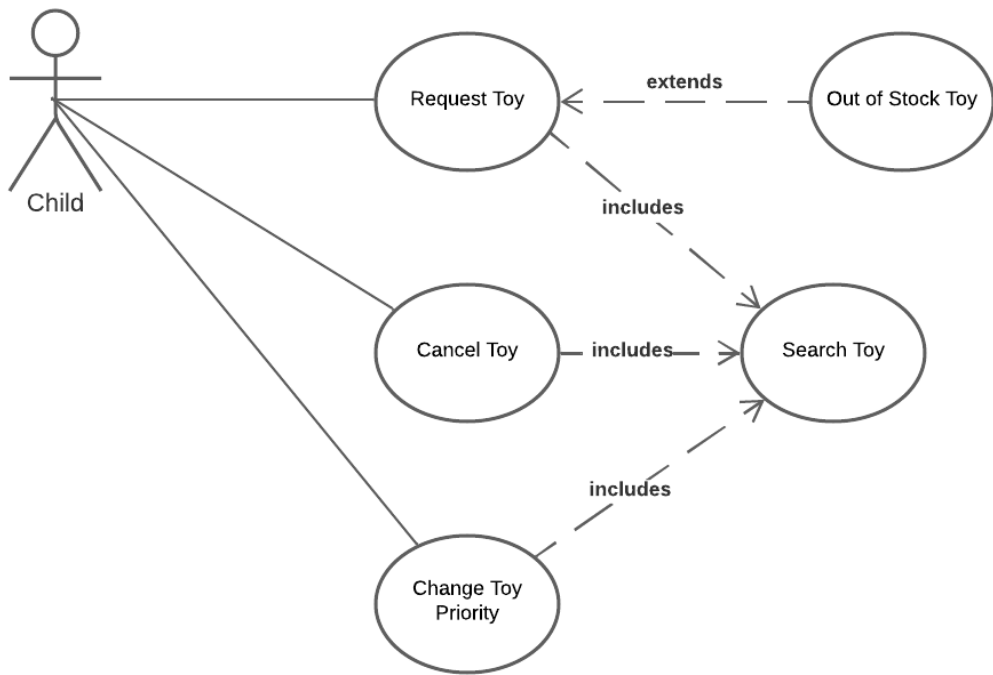 Request Toy
extends
Out of Stock Toy
Child
includes
Cancel Toy
includes
Search Toy
includes
Change Toy
Priority